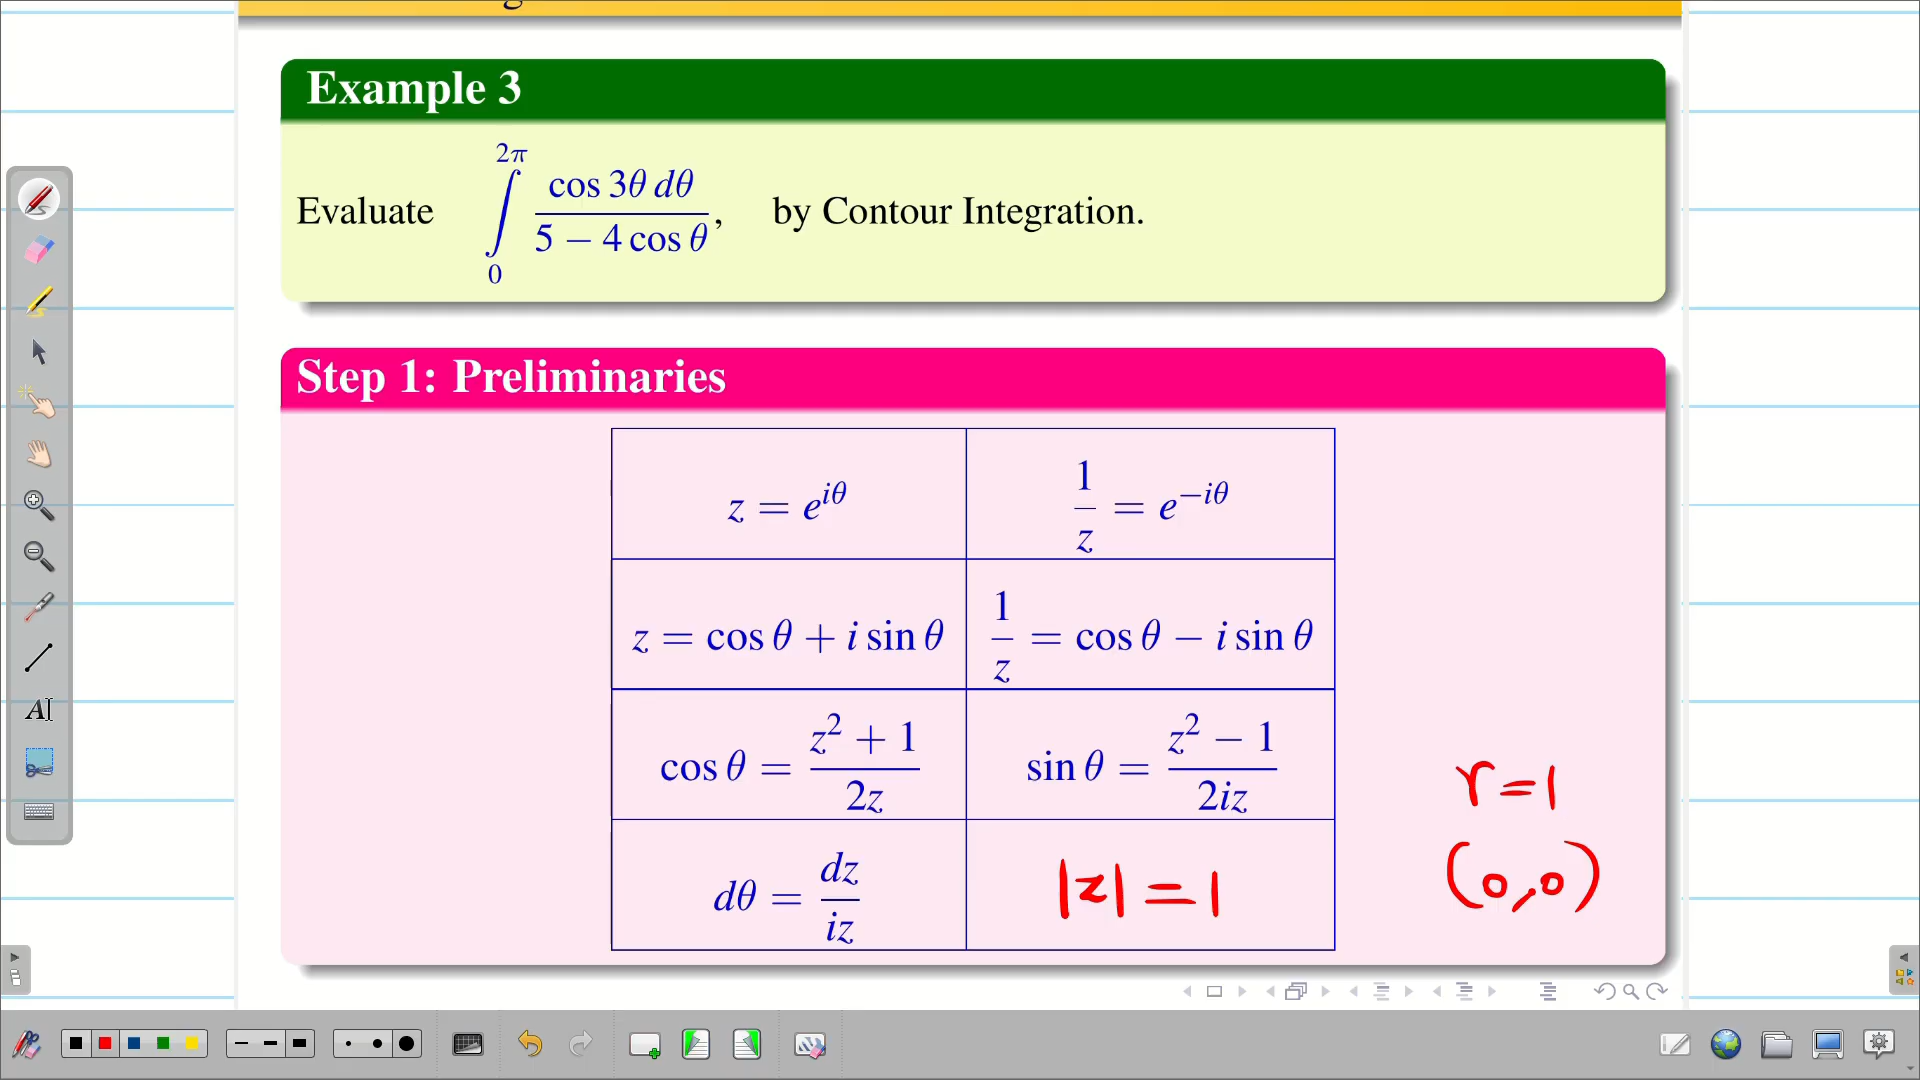 Example 3
Evaluate ∫₀^{2π} cos 3θ dθ / (5 − 4 cos θ), by Contour Integration.
Step 1: Preliminaries
z = e^{iθ} 1/z = e^{−iθ}
z = cos θ + i sin θ 1/z = cos θ − i sin θ
cos θ = (z² + 1)/(2z) sin θ = (z² − 1)/(2iz)
r = 1
dθ = dz/(iz) |z| = 1 (0,0)